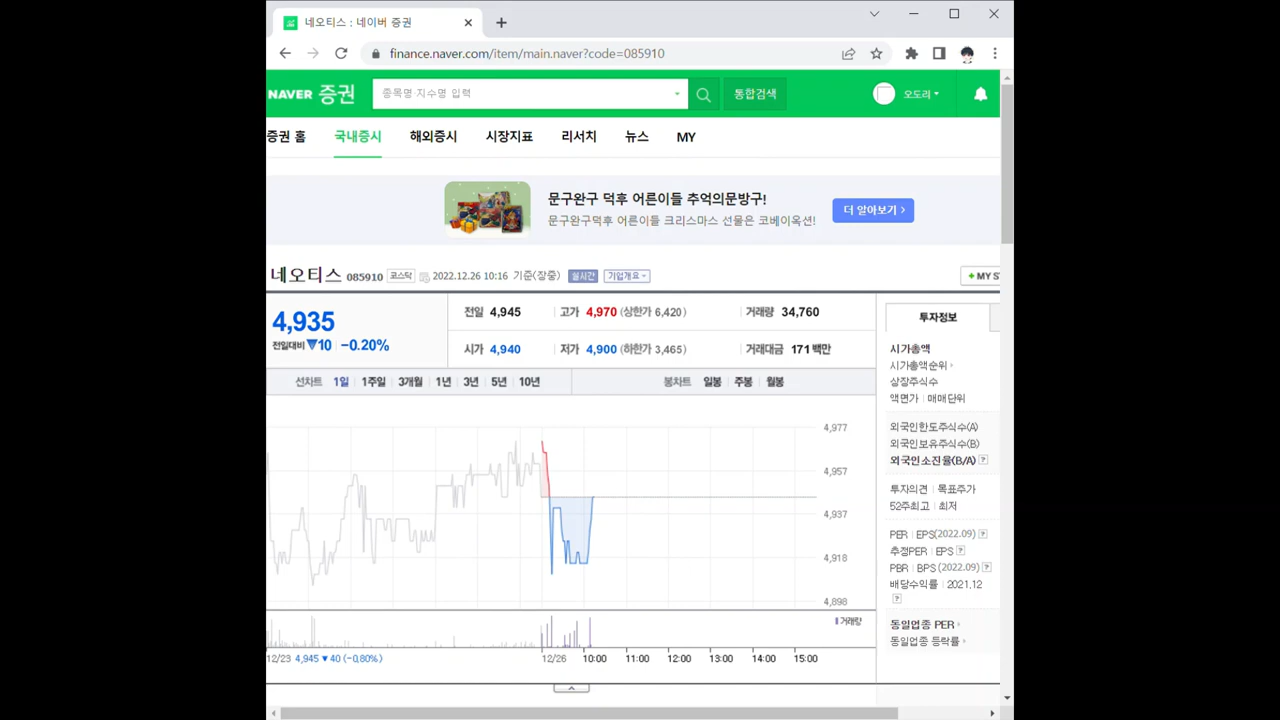 네오티스 : 네이버 증권
finance.naver.com/item/main.naver?code=085910
NAVER 증권 종목명·지수명 입력 통합검색 오도리
증권 홈 국내증시 해외증시 시장지표 리서치 뉴스 MY
문구완구 덕후 어른이들 추억의문방구!
문구완구덕후 어른이들 크리스마스 선물은 코베이옥션!
더 알아보기 >
네오티스 085910 코스닥 2022.12.26 10:16 기준(장중) 실시간 기업개요 + MY S
4,935
전일대비 ▼10 -0.20%
전일 4,945 고가 4,970 (상한가 6,420) 거래량 34,760
시가 4,940 저가 4,900 (하한가 3,465) 거래대금 171 백만
선차트 1일 1주일 3개월 1년 3년 5년 10년 봉차트 일봉 주봉 월봉
4,977
4,957
4,937
4,918
4,898
거래량
12/23 4,945 ▼40 (-0.80%) 12/26 10:00 11:00 12:00 13:00 14:00 15:00
투자정보
시가총액
시가총액순위
상장주식수
액면가 | 매매단위
외국인한도주식수(A)
외국인보유주식수(B)
외국인소진율(B/A) ?
투자의견 | 목표주가
52주최고 | 최저
PER | EPS(2022.09) ?
추정PER | EPS ?
PBR | BPS (2022.09) ?
배당수익률 | 2021.12
?
동일업종 PER
동일업종 등락률